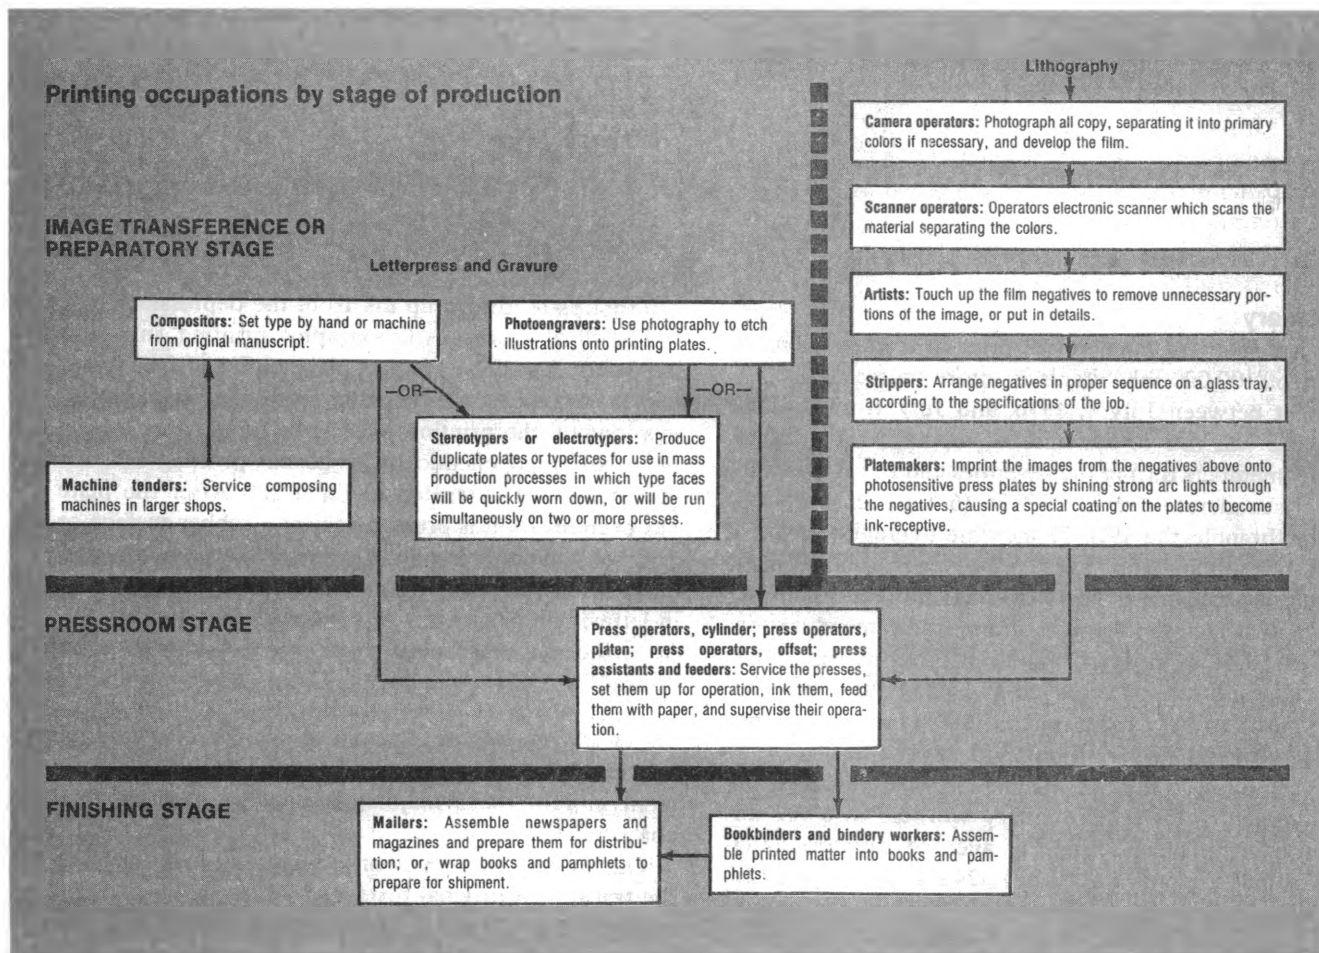 Printing occupations by stage of production
IMAGE TRANSFERENCE OR
PREPARATORY STAGE
Letterpress and Gravure
Compositors: Set type by hand or machine
from original manuscript.
Photoengravers: Use photography to etch
illustrations onto printing plates.
—OR—
—OR—
Machine tenders: Service composing
machines in larger shops.
Stereotypers or electrotypers: Produce
duplicate plates or typefaces for use in mass
production processes in which type faces
will be quickly worn down, or will be run
simultaneously on two or more presses.
Lithography
Camera operators: Photograph all copy, separating it into primary
colors if necessary, and develop the film.
Scanner operators: Operators electronic scanner which scans the
material separating the colors.
Artists: Touch up the film negatives to remove unnecessary por-
tions of the image, or put in details.
Strippers: Arrange negatives in proper sequence on a glass tray,
according to the specifications of the job.
Platemakers: Imprint the images from the negatives above onto
photosensitive press plates by shining strong arc lights through
the negatives, causing a special coating on the plates to become
ink-receptive.
PRESSROOM STAGE
Press operators, cylinder; press operators,
platen; press operators, offset; press
assistants and feeders: Service the presses,
set them up for operation, ink them, feed
them with paper, and supervise their opera-
tion.
FINISHING STAGE
Mailers: Assemble newspapers and
magazines and prepare them for distribu-
tion; or, wrap books and pamphlets to
prepare for shipment.
Bookbinders and bindery workers: Assem-
ble printed matter into books and pam-
phlets.